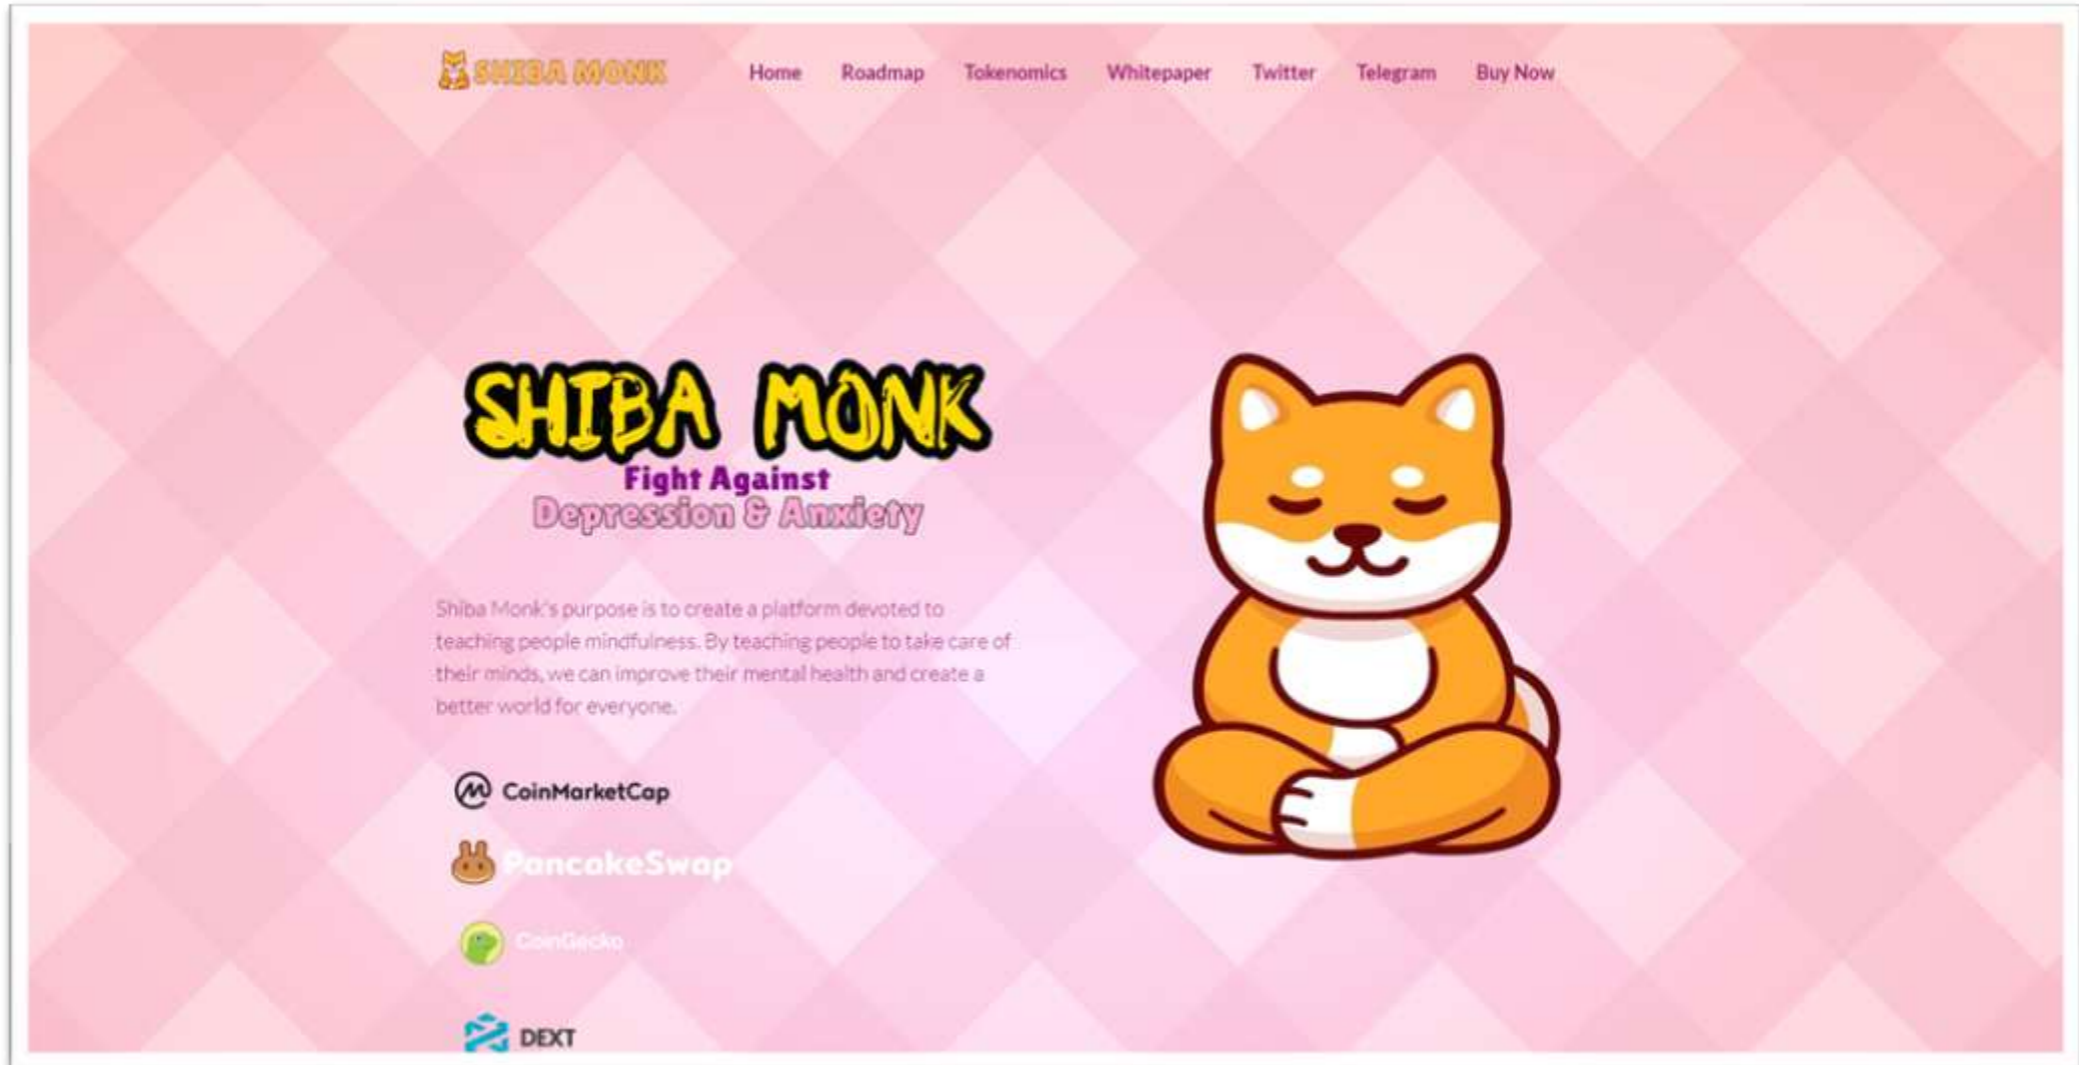 SHIBA MONK Home Roadmap Tokenomics Whitepaper Twitter Telegram Buy Now
SHIBA MONK
Fight Against
Depression & Anxiety
Shiba Monk's purpose is to create a platform devoted to
teaching people mindfulness. By teaching people to take care of
their minds, we can improve their mental health and create a
better world for everyone.
CoinMarketCap
PancakeSwap
CoinGecko
DEXT